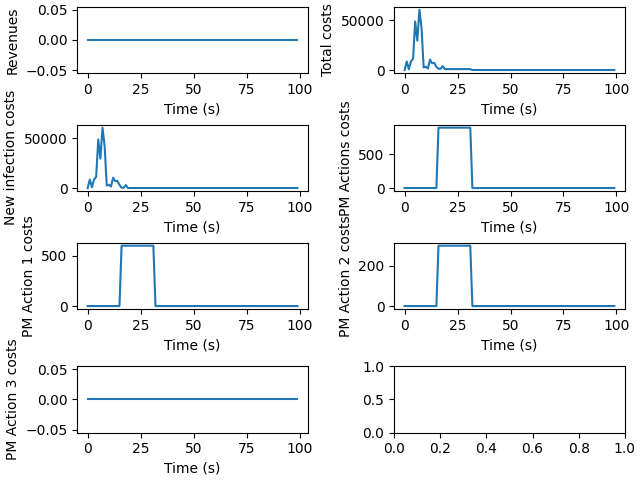 Revenues
0.05
0.00
−0.05
0 25 50 75 100
Time (s)
Total costs
50000
0
0 25 50 75 100
Time (s)
New infection costs
50000
0
0 25 50 75 100
Time (s)
PM Actions costs
500
0
0 25 50 75 100
Time (s)
PM Action 1 costs
500
0
0 25 50 75 100
Time (s)
PM Action 2 costs
200
0
0 25 50 75 100
Time (s)
PM Action 3 costs
0.05
0.00
−0.05
0 25 50 75 100
Time (s)
1.0
0.5
0.0
0.0 0.2 0.4 0.6 0.8 1.0